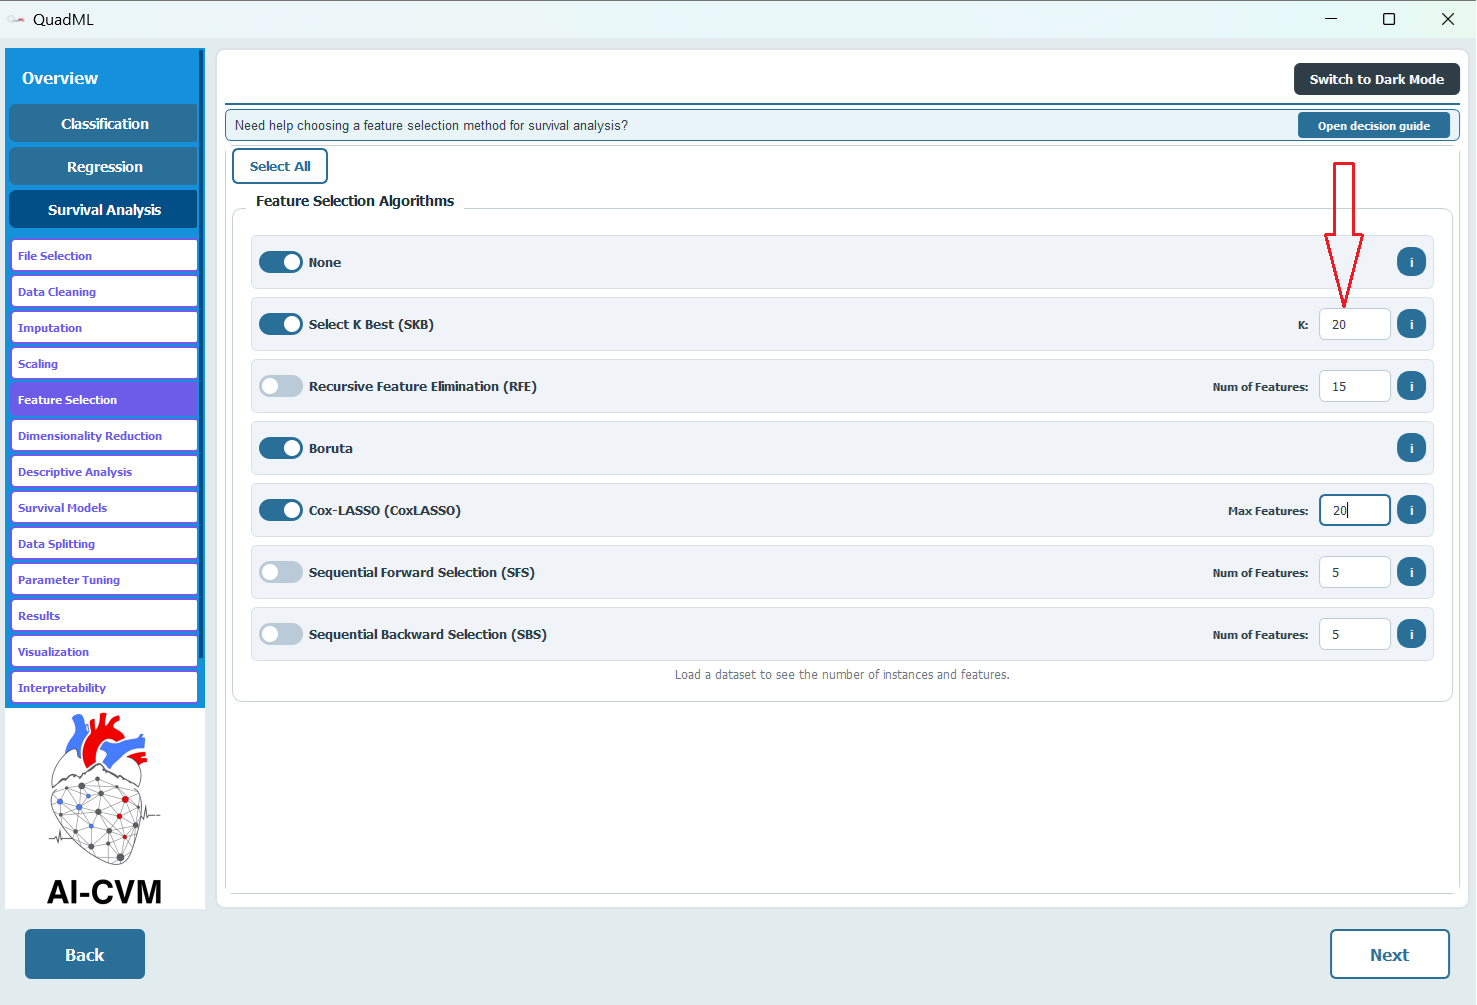 QuadML
Overview
Classification
Regression
Survival Analysis
File Selection
Data Cleaning
Imputation
Scaling
Feature Selection
Dimensionality Reduction
Descriptive Analysis
Survival Models
Data Splitting
Parameter Tuning
Results
Visualization
Interpretability
AI-CVM
Back
Switch to Dark Mode
Need help choosing a feature selection method for survival analysis? Open decision guide
Select All
Feature Selection Algorithms
None i
Select K Best (SKB) K: 20 i
Recursive Feature Elimination (RFE) Num of Features: 15 i
Boruta i
Cox-LASSO (CoxLASSO) Max Features: 20 i
Sequential Forward Selection (SFS) Num of Features: 5 i
Sequential Backward Selection (SBS) Num of Features: 5 i
Load a dataset to see the number of instances and features.
Next